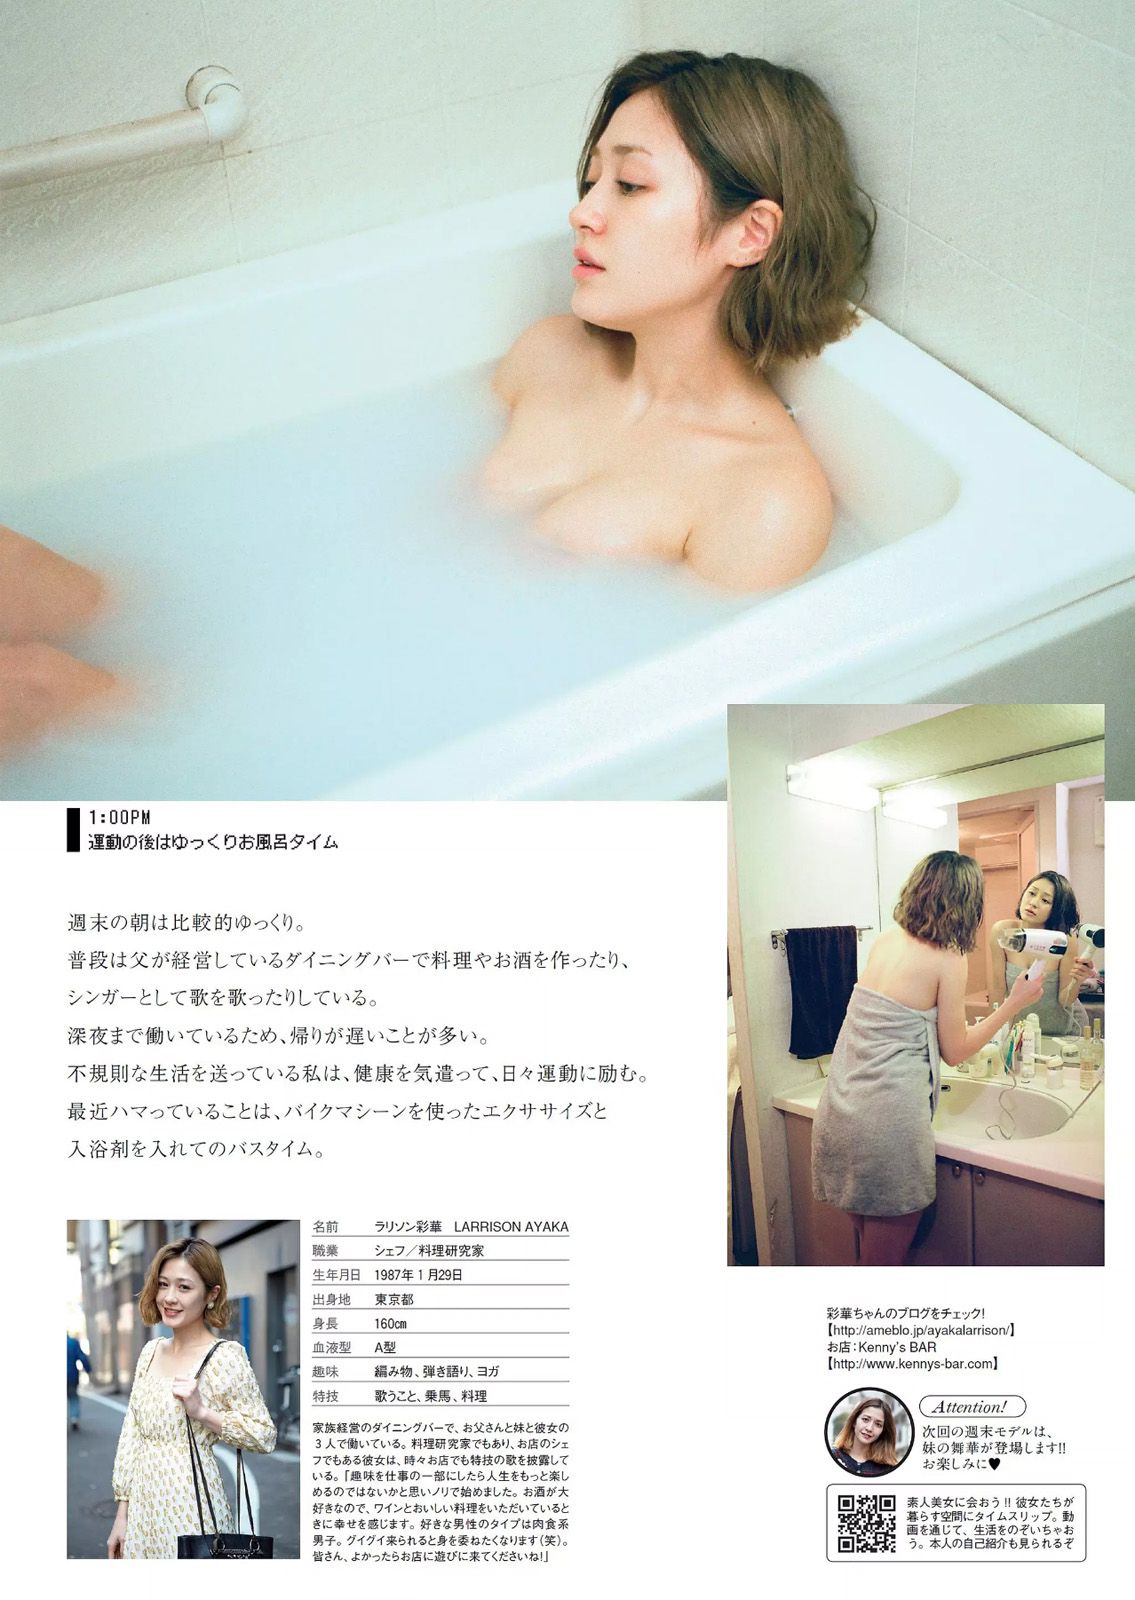 1:00PM
運動の後はゆっくりお風呂タイム
週末の朝は比較的ゆっくり。
普段は父が経営しているダイニングバーで料理やお酒を作ったり、
シンガーとして歌を歌ったりしている。
深夜まで働いているため、帰りが遅いことが多い。
不規則な生活を送っている私は、健康を気遣って、日々運動に励む。
最近ハマっていることは、バイクマシーンを使ったエクササイズと
入浴剤を入れてのバスタイム。
名前 ラリソン彩華 LARRISON AYAKA
職業 シェフ／料理研究家
生年月日 1987年1月29日
出身地 東京都
身長 160㎝
血液型 A型
趣味 編み物、弾き語り、ヨガ
特技 歌うこと、乗馬、料理
家族経営のダイニングバーで、お父さんと妹と彼女の
3人で働いている。料理研究家でもあり、お店のシェ
フでもある彼女は、時々お店でも特技の歌を披露して
いる。「趣味を仕事の一部にしたら人生をもっと楽し
めるのではないかと思いノリで始めました。お酒が大
好きなので、ワインとおいしい料理をいただいていると
きに幸せを感じます。好きな男性のタイプは肉食系
男子。グイグイ来られると身を委ねたくなります（笑）。
皆さん、よかったらお店に遊びに来てくださいね！」
彩華ちゃんのブログをチェック！
【http://ameblo.jp/ayakalarrison/】
お店：Kenny's BAR
【http://www.kennys-bar.com】
Attention!
次回の週末モデルは、
妹の舞華が登場します!!
お楽しみに♥
素人美女に会おう!! 彼女たちが
暮らす空間にタイムスリップ。動
画を通じて、生活をのぞいちゃお
う。本人の自己紹介も見られるぞ